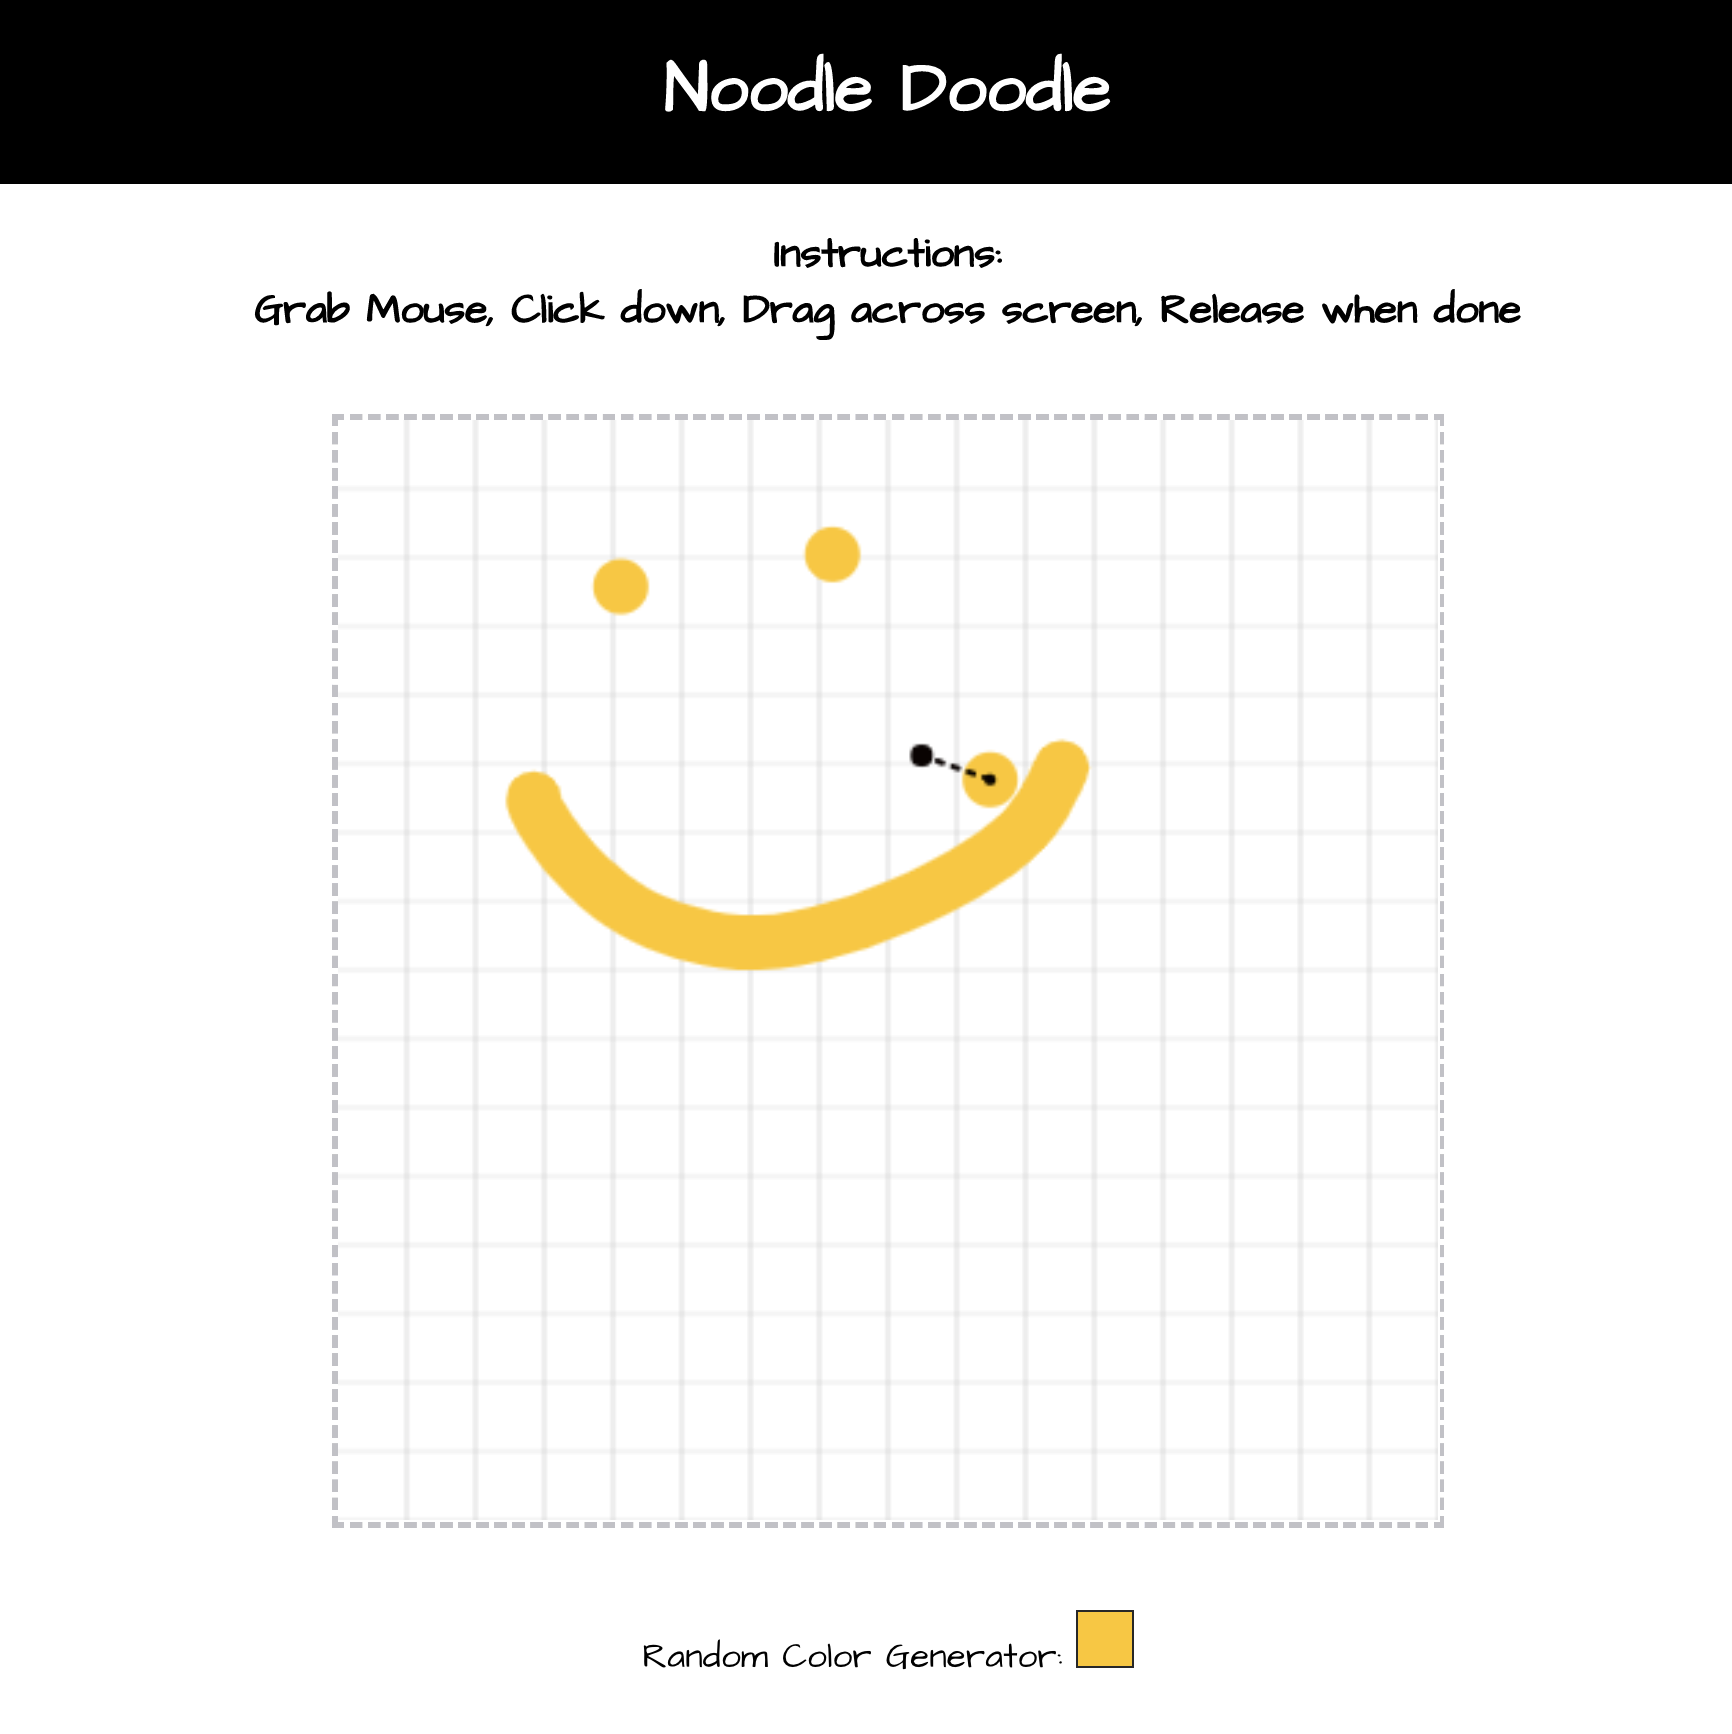 Noodle Doodle
Instructions:
Grab Mouse, Click down, Drag across screen, Release when done
Random Color Generator: